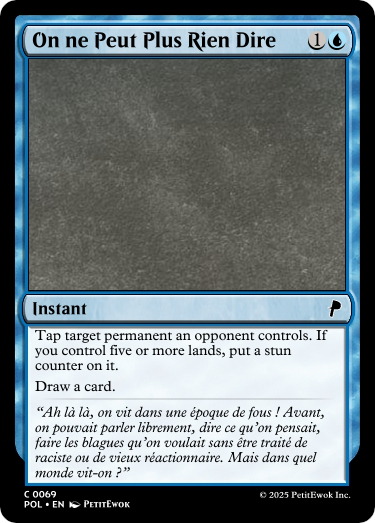 On ne Peut Plus Rien Dire 1
Instant
Tap target permanent an opponent controls. If
you control five or more lands, put a stun
counter on it.
Draw a card.
“Ah là là, on vit dans une époque de fous ! Avant,
on pouvait parler librement, dire ce qu’on pensait,
faire les blagues qu’on voulait sans être traité de
raciste ou de vieux réactionnaire. Mais dans quel
monde vit-on ?”
C 0069
POL • EN PetitEwok
© 2025 PetitEwok Inc.